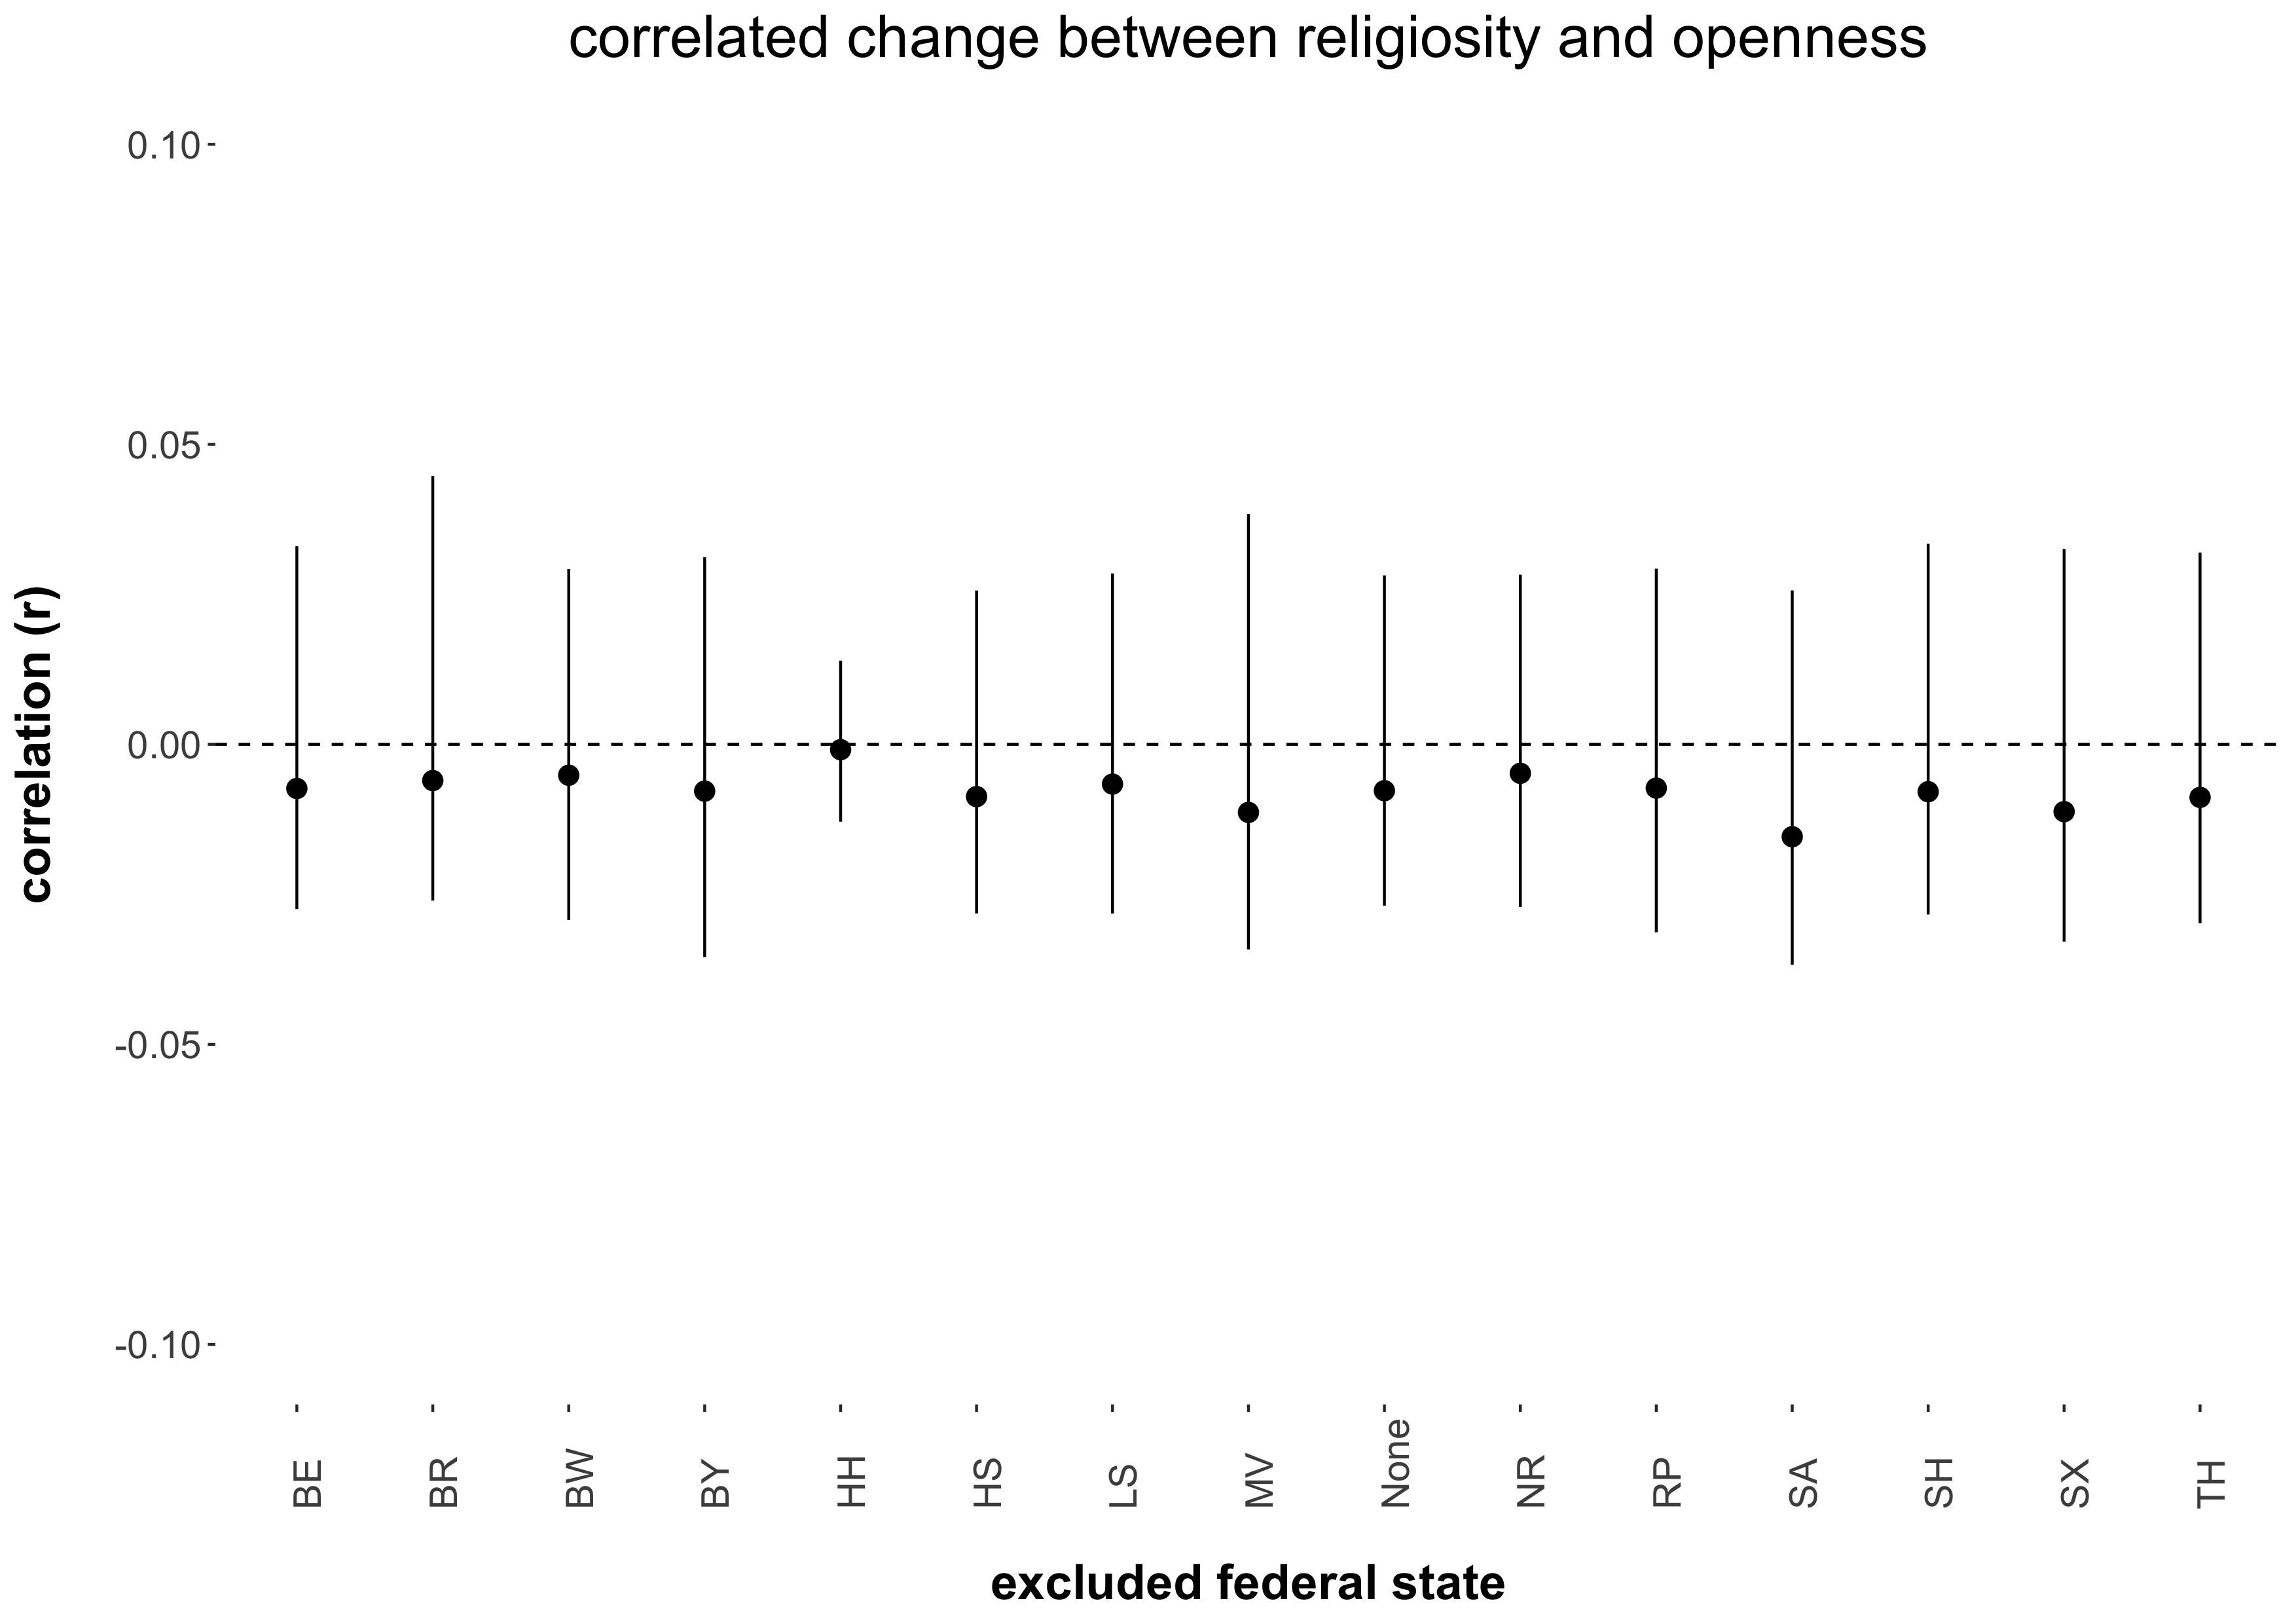 correlated change between religiosity and openness
correlation (r)
0.10
0.05
0.00
-0.05
-0.10
BE
BR
BW
BY
HH
HS
LS
MV
None
NR
RP
SA
SH
SX
TH
excluded federal state